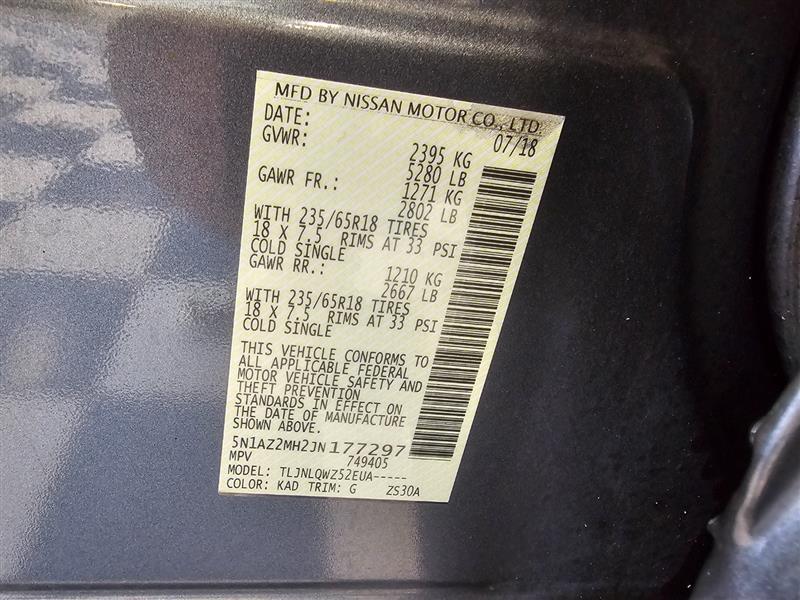 MFD BY NISSAN MOTOR CO., LTD.
DATE: 07/18
GVWR: 2395 KG
5280 LB
GAWR FR.: 1271 KG
2802 LB
WITH 235/65R18 TIRES
18 X 7.5 RIMS AT 33 PSI
COLD SINGLE
GAWR RR.: 1210 KG
2667 LB
WITH 235/65R18 TIRES
18 X 7.5 RIMS AT 33 PSI
COLD SINGLE
THIS VEHICLE CONFORMS TO
ALL APPLICABLE FEDERAL
MOTOR VEHICLE SAFETY AND
THEFT PREVENTION
STANDARDS IN EFFECT ON
THE DATE OF MANUFACTURE
SHOWN ABOVE.
5N1AZ2MH2JN177297
MPV 749405
MODEL: TLJNLQWZ52EUA-----
COLOR: KAD TRIM: G ZS30A